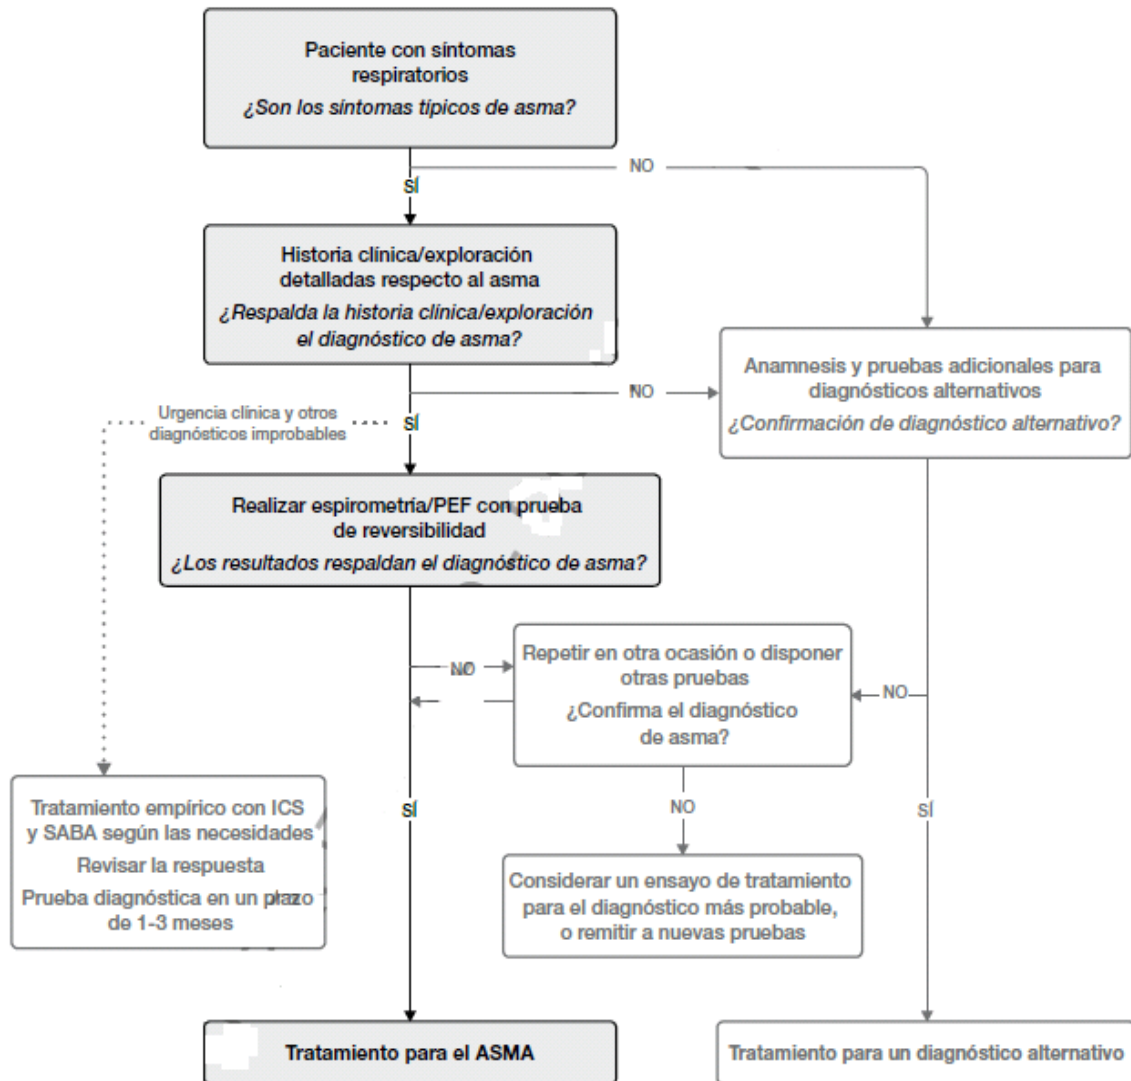 Paciente con síntomas
respiratorios
¿Son los síntomas típicos de asma?
NO
SÍ
Historia clínica/exploración
detalladas respecto al asma
¿Respalda la historia clínica/exploración
el diagnóstico de asma?
Anamnesis y pruebas adicionales para
diagnósticos alternativos
¿Confirmación de diagnóstico alternativo?
NO
Urgencia clínica y otros
diagnósticos improbables
SÍ
Realizar espirometría/PEF con prueba
de reversibilidad
¿Los resultados respaldan el diagnóstico de asma?
Repetir en otra ocasión o disponer
otras pruebas
¿Confirma el diagnóstico
de asma?
NO
NO
Tratamiento empírico con ICS
y SABA según las necesidades
Revisar la respuesta
Prueba diagnóstica en un plazo
de 1-3 meses
SÍ
NO
SÍ
Considerar un ensayo de tratamiento
para el diagnóstico más probable,
o remitir a nuevas pruebas
Tratamiento para el ASMA
Tratamiento para un diagnóstico alternativo